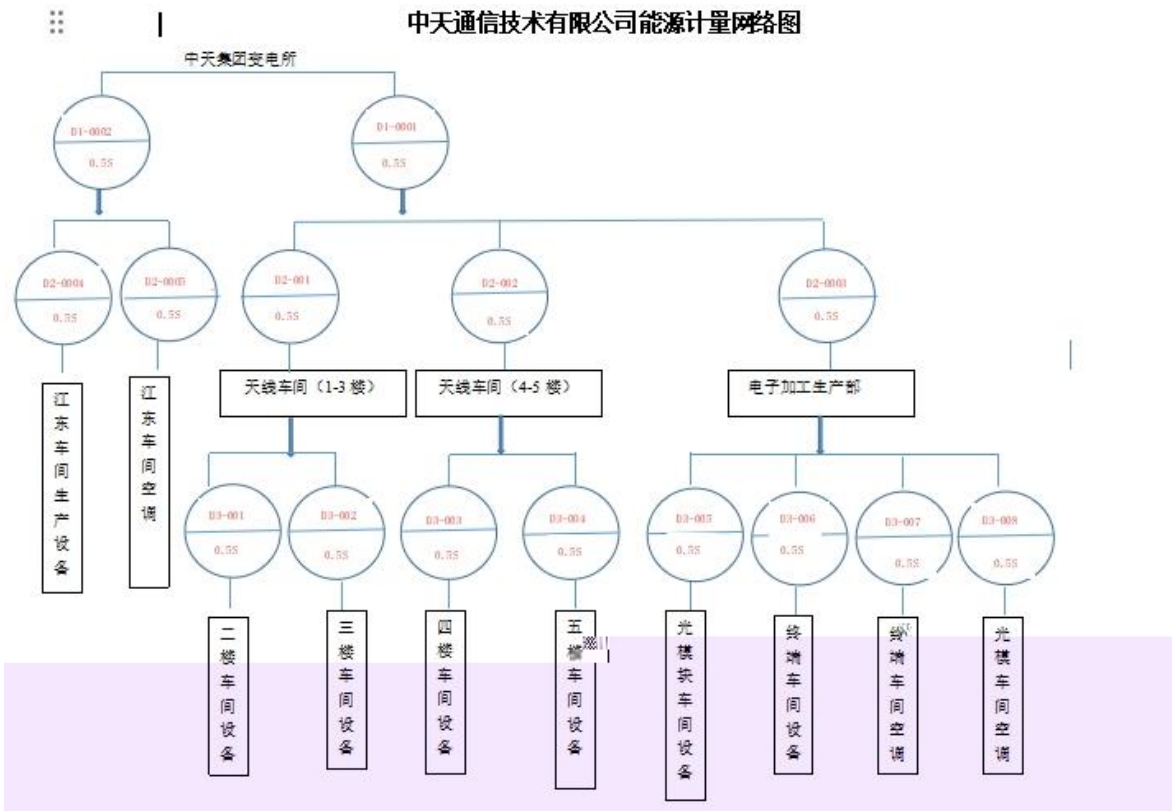 中天通信技术有限公司能源计量网络图
中天集团变电所
D1-0002
0.5S
D1-0001
0.5S
D2-0004
0.5S
D2-0005
0.5S
D2-001
0.5S
D2-002
0.5S
D2-0003
0.5S
江东车间生产设备
江东车间空调
天线车间（1-3 楼）
天线车间（4-5 楼）
电子加工生产部
D3-001
0.5S
D3-002
0.5S
D3-003
0.5S
D3-004
0.5S
D3-005
0.5S
D3-006
0.5S
D3-007
0.5S
D3-008
0.5S
二楼车间设备
三楼车间设备
四楼车间设备
五楼车间设备
光模块车间设备
终端车间设备
终端车间空调
光模车间空调